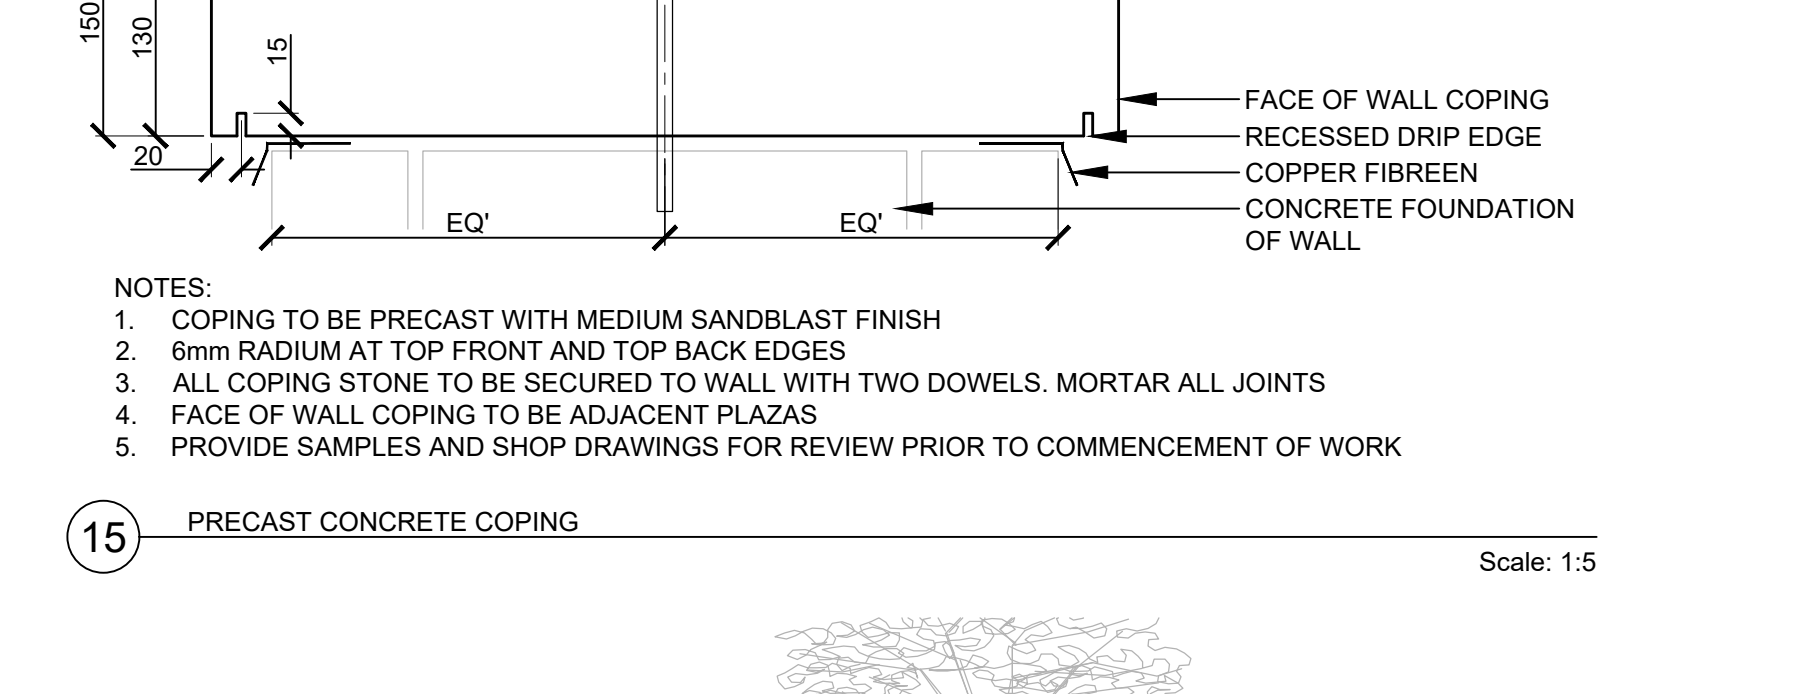 150
130
15
20
FACE OF WALL COPING
RECESSED DRIP EDGE
COPPER FIBREEN
CONCRETE FOUNDATION
OF WALL
EQ'
EQ'
NOTES:
1. COPING TO BE PRECAST WITH MEDIUM SANDBLAST FINISH
2. 6mm RADIUM AT TOP FRONT AND TOP BACK EDGES
3. ALL COPING STONE TO BE SECURED TO WALL WITH TWO DOWELS. MORTAR ALL JOINTS
4. FACE OF WALL COPING TO BE ADJACENT PLAZAS
5. PROVIDE SAMPLES AND SHOP DRAWINGS FOR REVIEW PRIOR TO COMMENCEMENT OF WORK
15
PRECAST CONCRETE COPING
Scale: 1:5